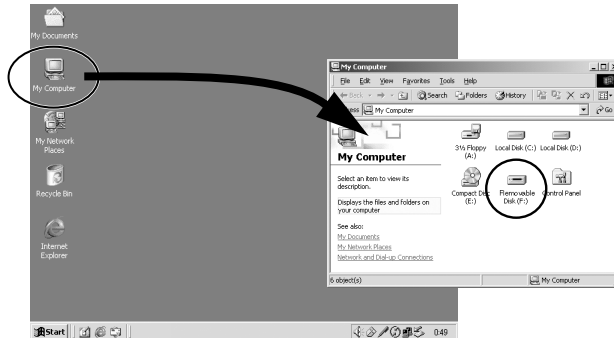 My Documents
My Computer
My Network
Places
Recycle Bin
Internet
Explorer
Start
0:49
My Computer
File Edit View Favorites Tools Help
Back Search Folders History
My Computer Go
My Computer
Select an item to view its
description.
Displays the files and folders on
your computer
See also:
My Documents
My Network Places
Network and Dial-up Connections
3½ Floppy
(A:)
Local Disk (C:) Local Disk (D:)
Compact Disc
(E:)
Removable
Disk (F:)
Control Panel
6 object(s) My Computer